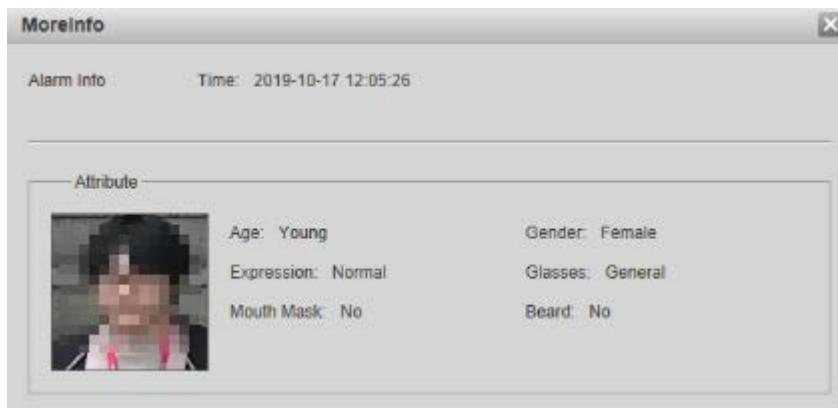 MoreInfo
Alarm Info Time: 2019-10-17 12:05:26
Attribute
Age: Young Gender: Female
Expression: Normal Glasses: General
Mouth Mask: No Beard: No